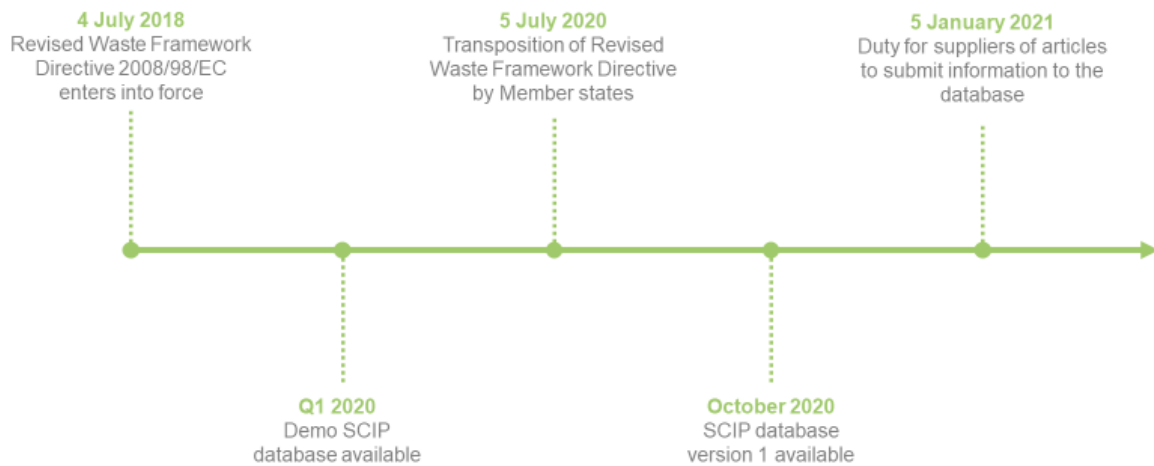 4 July 2018
Revised Waste Framework
Directive 2008/98/EC
enters into force
Q1 2020
Demo SCIP
database available
5 July 2020
Transposition of Revised
Waste Framework Directive
by Member states
October 2020
SCIP database
version 1 available
5 January 2021
Duty for suppliers of articles
to submit information to the
database